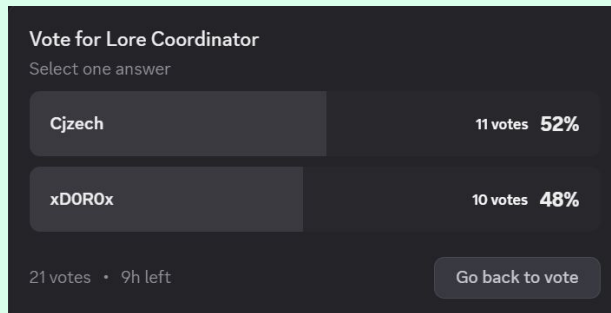 Vote for Lore Coordinator
Select one answer
Cjzech 11 votes 52%
xD0R0x 10 votes 48%
21 votes • 9h left Go back to vote